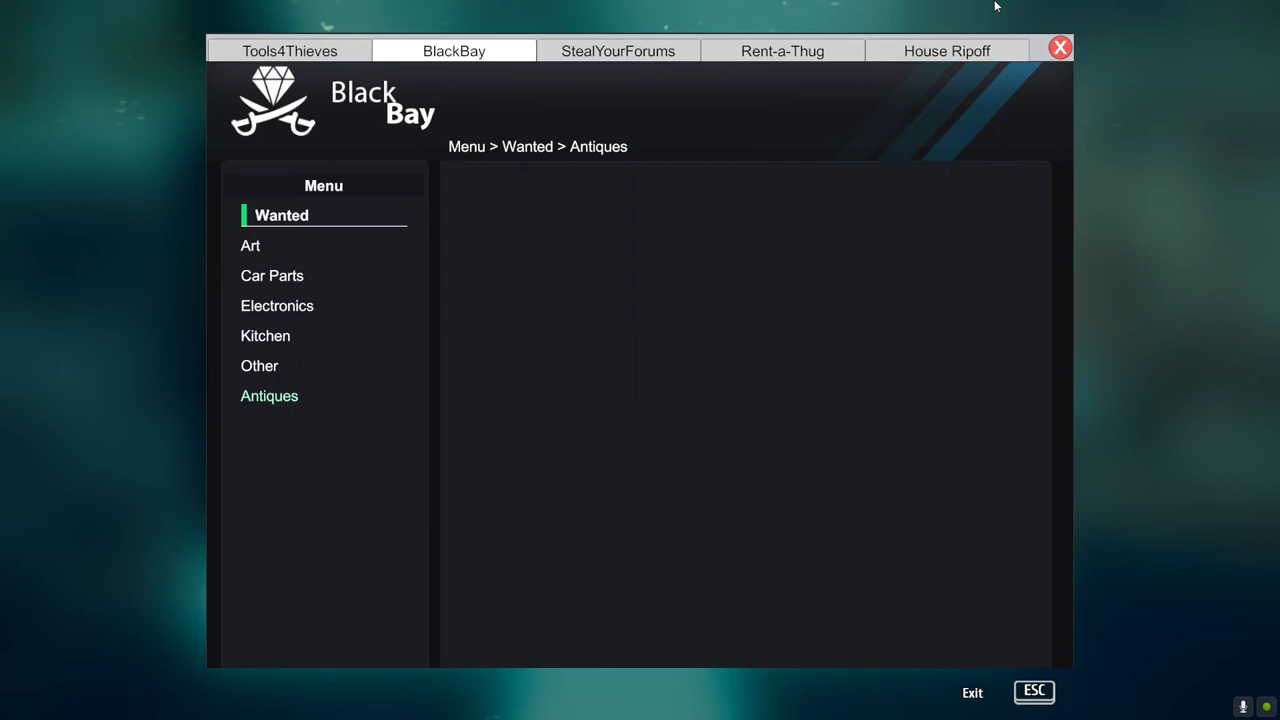 Tools4Thieves BlackBay StealYourForums Rent-a-Thug House Ripoff X
Black
Bay
Menu > Wanted > Antiques
Menu
Wanted
Art
Car Parts
Electronics
Kitchen
Other
Antiques
Exit ESC